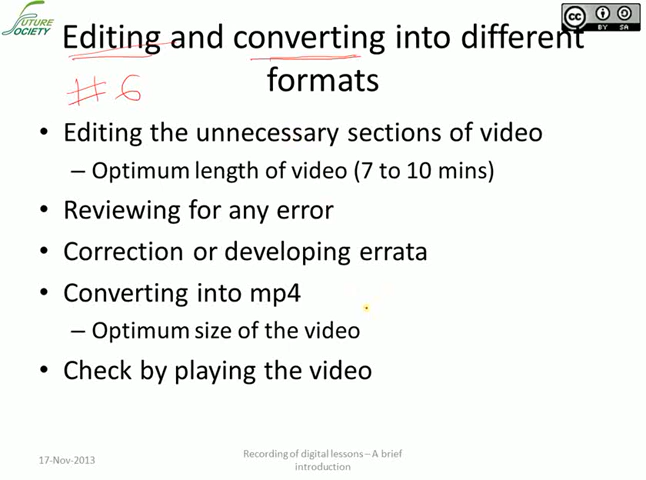 FUTURE
SOCIETY
cc
BY SA
Editing and converting into different
formats
#6
• Editing the unnecessary sections of video
– Optimum length of video (7 to 10 mins)
• Reviewing for any error
• Correction or developing errata
• Converting into mp4
– Optimum size of the video
• Check by playing the video
17-Nov-2013
Recording of digital lessons – A brief
introduction